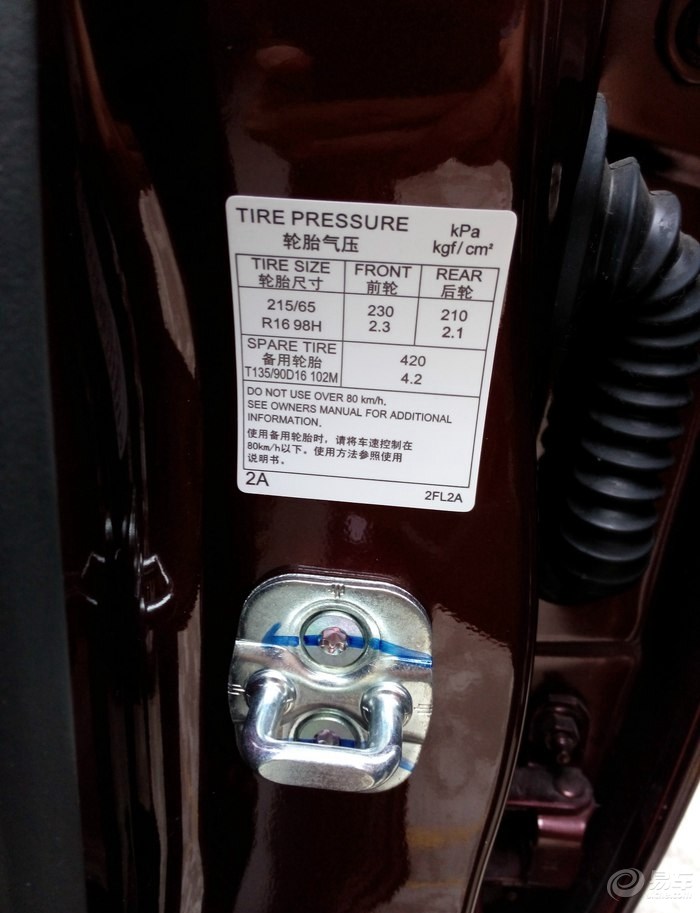 TIRE PRESSURE
轮胎气压
kPa
kgf/cm²
TIRE SIZE
轮胎尺寸
FRONT
前轮
REAR
后轮
215/65
R16 98H
230
2.3
210
2.1
SPARE TIRE
备用轮胎
T135/90D16 102M
420
4.2
DO NOT USE OVER 80 km/h.
SEE OWNERS MANUAL FOR ADDITIONAL
INFORMATION.
使用备用轮胎时，请将车速控制在
80km/h以下。使用方法参照使用
说明书。
2A
2FL2A
易车
yiche.com